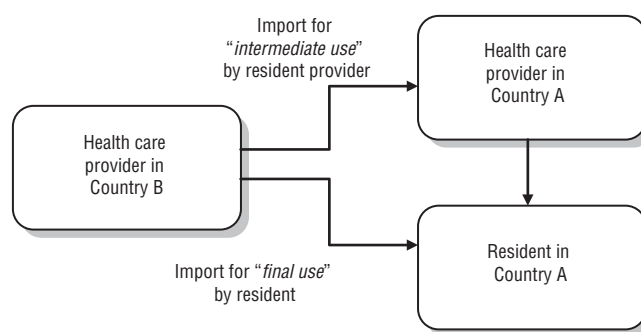 Import for
“intermediate use”
by resident provider
Health care
provider in
Country A
Health care
provider in
Country B
Import for “final use”
by resident
Resident in
Country A